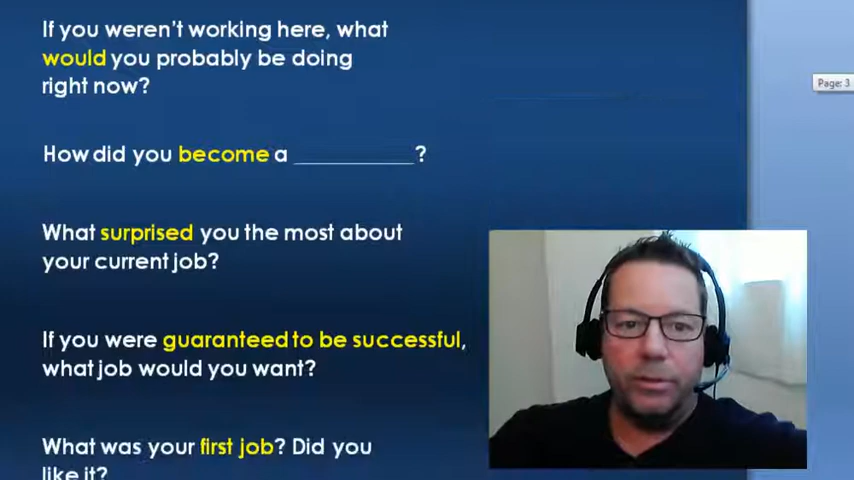 If you weren't working here, what
would you probably be doing
right now?
How did you become a __________?
What surprised you the most about
your current job?
If you were guaranteed to be successful,
what job would you want?
What was your first job? Did you
like it?
Page: 3